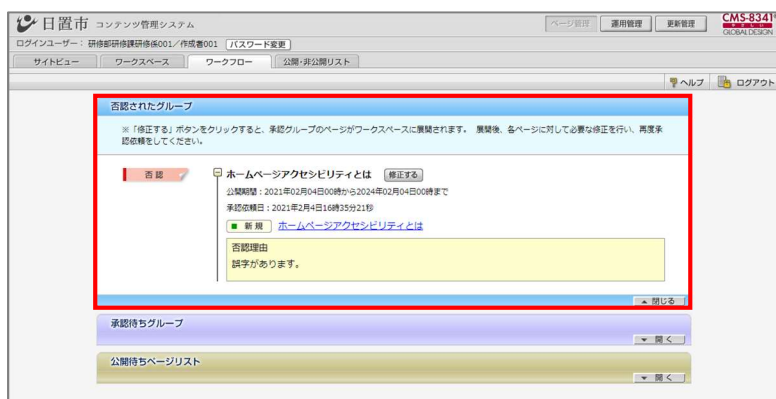 日置市 コンテンツ管理システム
ページ管理 運用管理 更新管理
CMS-8341
やさしい
GLOBALDESIGN
ログインユーザー： 研修部研修課研修係001／作成者001 パスワード変更
サイトビュー ワークスペース ワークフロー 公開・非公開リスト
ヘルプ ログアウト
否認されたグループ
※「修正する」ボタンをクリックすると、承認グループのページがワークスペースに展開されます。 展開後、各ページに対して必要な修正を行い、再度承
認依頼をしてください。
否認 ホームページアクセシビリティとは 修正する
公開期間：2021年02月04日00時から2024年02月04日00時まで
承認依頼日：2021年2月4日16時35分21秒
新規 ホームページアクセシビリティとは
否認理由
誤字があります。
閉じる
承認待ちグループ
開く
公開待ちページリスト
開く